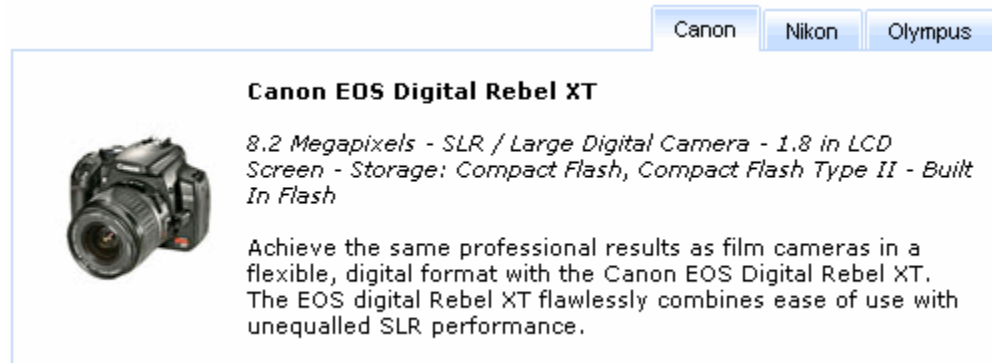 Canon Nikon Olympus
Canon EOS Digital Rebel XT
8.2 Megapixels - SLR / Large Digital Camera - 1.8 in LCD
Screen - Storage: Compact Flash, Compact Flash Type II - Built
In Flash
Achieve the same professional results as film cameras in a
flexible, digital format with the Canon EOS Digital Rebel XT.
The EOS digital Rebel XT flawlessly combines ease of use with
unequalled SLR performance.